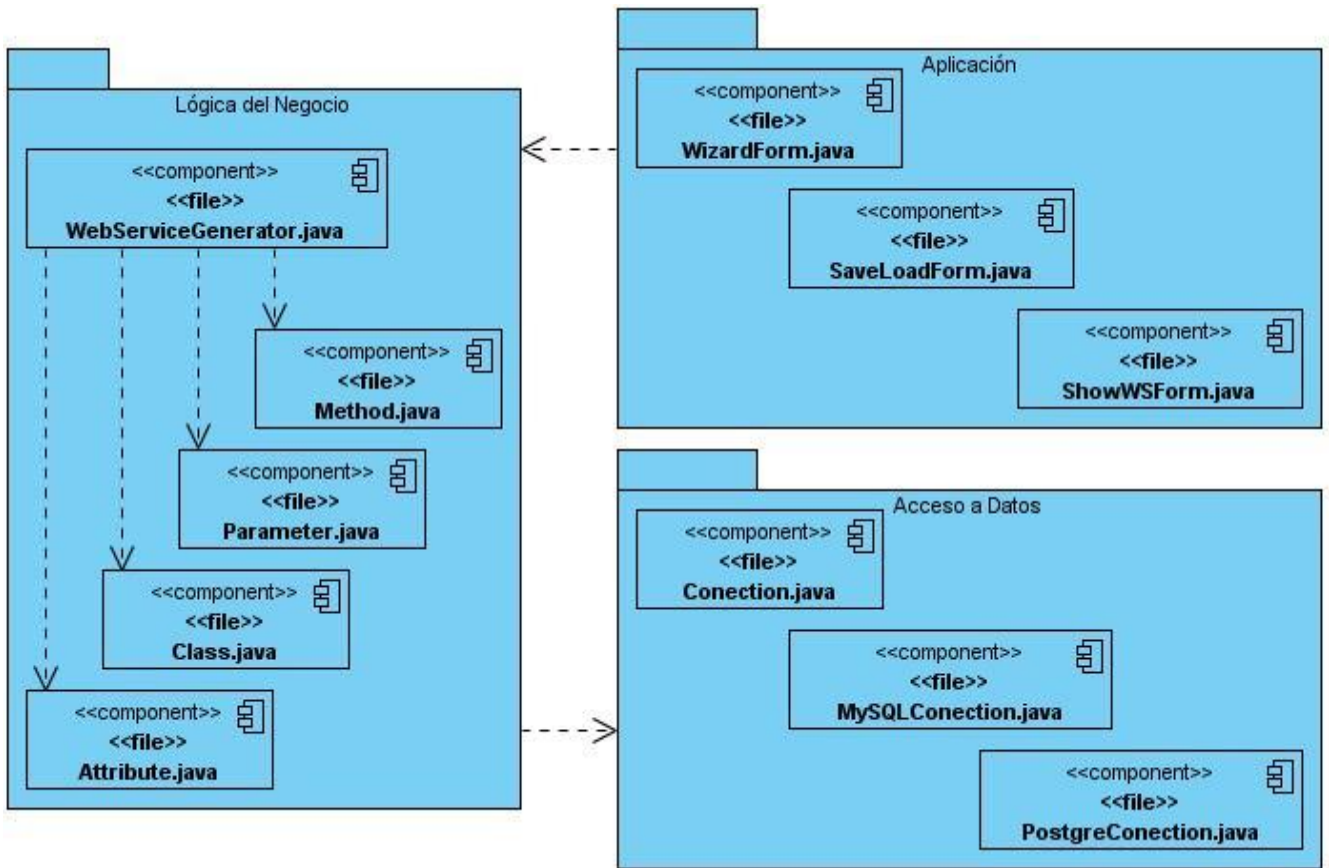 Lógica del Negocio
<<component>>
<<file>>
WebServiceGenerator.java
<<component>>
<<file>>
Method.java
<<component>>
<<file>>
Parameter.java
<<component>>
<<file>>
Class.java
<<component>>
<<file>>
Attribute.java
Aplicación
<<component>>
<<file>>
WizardForm.java
<<component>>
<<file>>
SaveLoadForm.java
<<component>>
<<file>>
ShowWSForm.java
Acceso a Datos
<<component>>
<<file>>
Conection.java
<<component>>
<<file>>
MySQLConection.java
<<component>>
<<file>>
PostgreConection.java